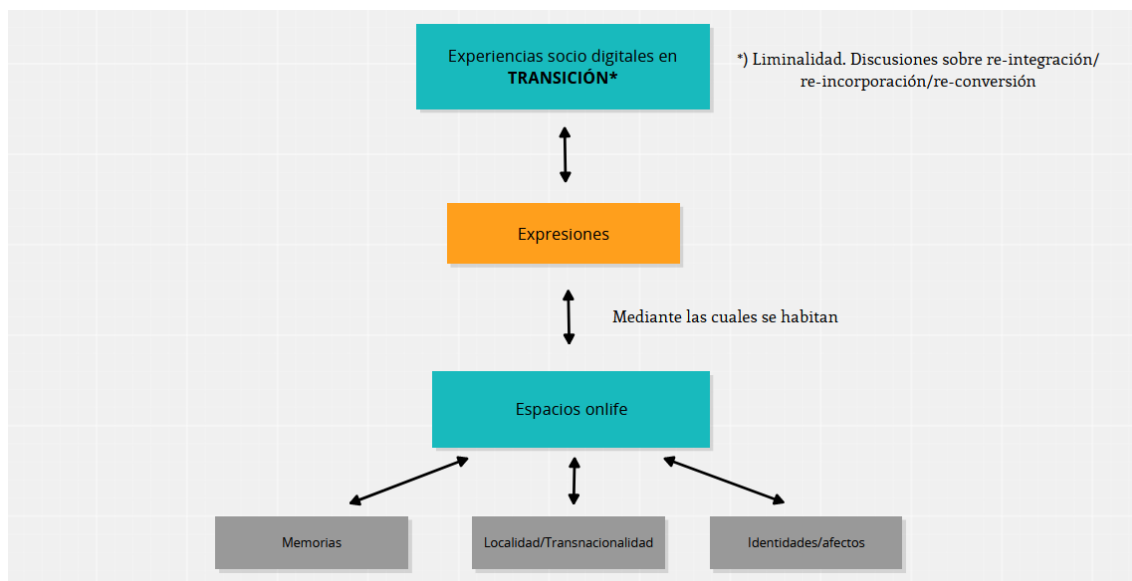 Experiencias socio digitales en
TRANSICIÓN*
*) Liminalidad. Discusiones sobre re-integración/
re-incorporación/re-conversión
Expresiones
Mediante las cuales se habitan
Espacios onlife
Memorias
Localidad/Transnacionalidad
Identidades/afectos